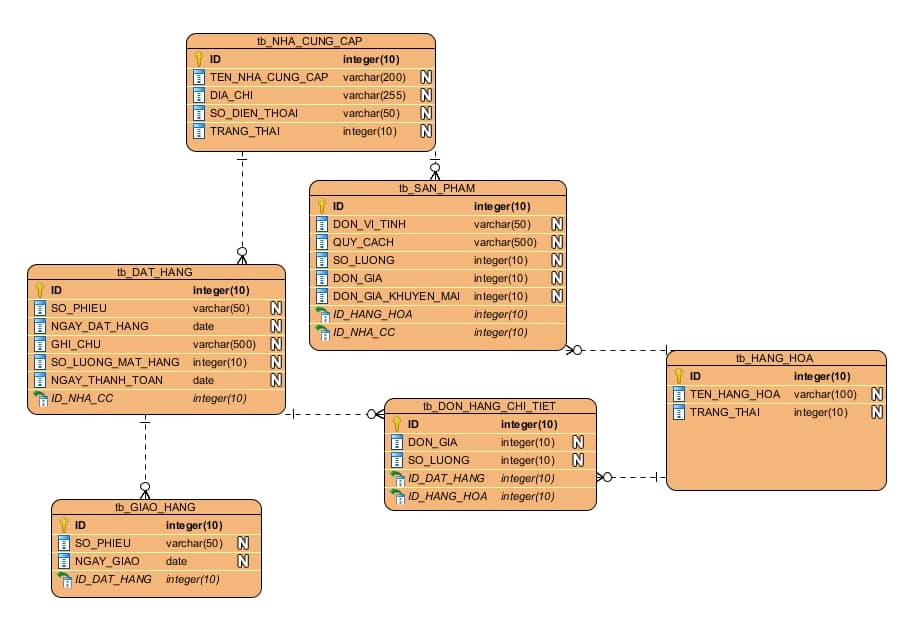 tb_NHA_CUNG_CAP
ID integer(10)
TEN_NHA_CUNG_CAP varchar(200) N
DIA_CHI varchar(255) N
SO_DIEN_THOAI varchar(50) N
TRANG_THAI integer(10) N
tb_SAN_PHAM
ID integer(10)
DON_VI_TINH varchar(50) N
QUY_CACH varchar(500) N
SO_LUONG integer(10) N
DON_GIA integer(10) N
DON_GIA_KHUYEN_MAI integer(10) N
ID_HANG_HOA integer(10)
ID_NHA_CC integer(10)
tb_DAT_HANG
ID integer(10)
SO_PHIEU varchar(50) N
NGAY_DAT_HANG date N
GHI_CHU varchar(500) N
SO_LUONG_MAT_HANG integer(10) N
NGAY_THANH_TOAN date N
ID_NHA_CC integer(10)
tb_HANG_HOA
ID integer(10)
TEN_HANG_HOA varchar(100) N
TRANG_THAI integer(10) N
tb_DON_HANG_CHI_TIET
ID integer(10)
DON_GIA integer(10) N
SO_LUONG integer(10) N
ID_DAT_HANG integer(10)
ID_HANG_HOA integer(10)
tb_GIAO_HANG
ID integer(10)
SO_PHIEU varchar(50) N
NGAY_GIAO date N
ID_DAT_HANG integer(10)